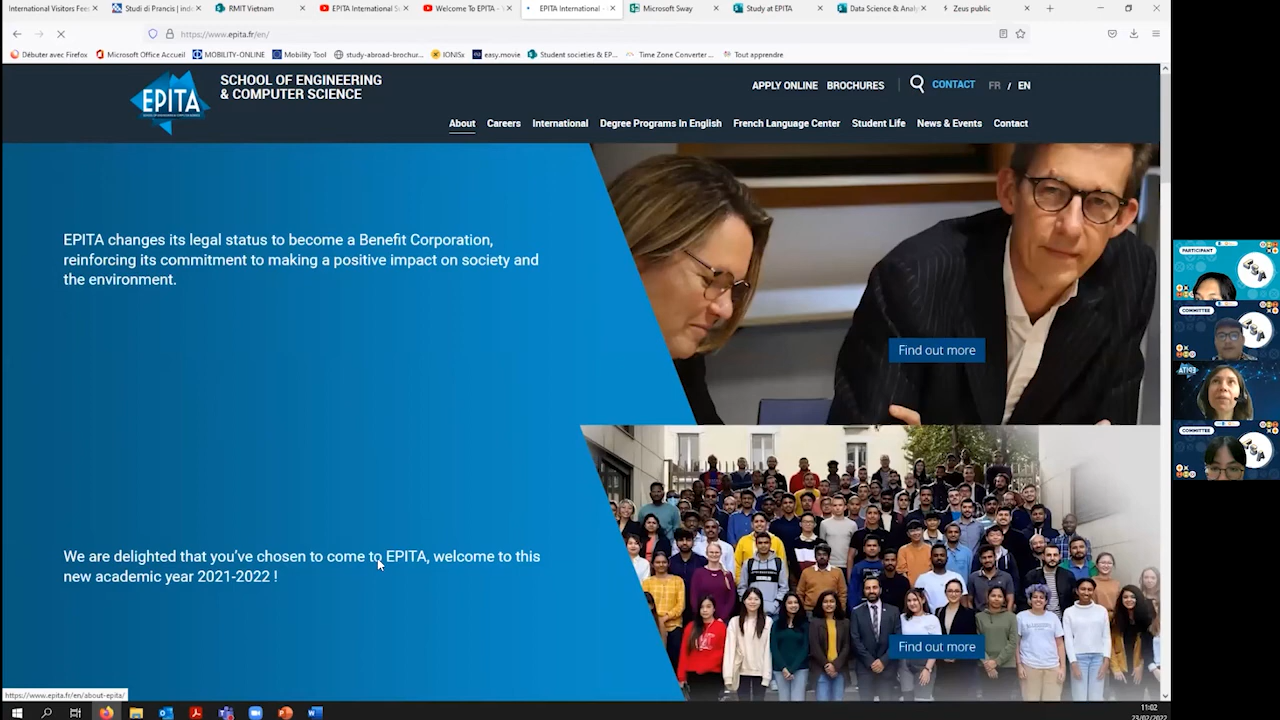 International Visitors Fees
Studi di Prancis | ind
RMIT Vietnam
EPITA International S
Welcome To EPITA -
EPITA International -
Microsoft Sway
Study at EPITA
Data Science & Anal
Zeus public
https://www.epita.fr/en/
Débuter avec Firefox
Microsoft Office Accueil
MOBILITY-ONLINE
Mobility Tool
study-abroad-brochur...
IONISx
easy.movie
Student societies & EP...
Time Zone Converter ...
Tout apprendre
EPITA
SCHOOL OF ENGINEERING
& COMPUTER SCIENCE
APPLY ONLINE
BROCHURES
CONTACT
FR / EN
About
Careers
International
Degree Programs In English
French Language Center
Student Life
News & Events
Contact
EPITA changes its legal status to become a Benefit Corporation,
reinforcing its commitment to making a positive impact on society and
the environment.
Find out more
PARTICIPANT
COMMITTEE
COMMITTEE
We are delighted that you've chosen to come to EPITA, welcome to this
new academic year 2021-2022 !
Find out more
https://www.epita.fr/en/about-epita/
11:02
23/02/2022